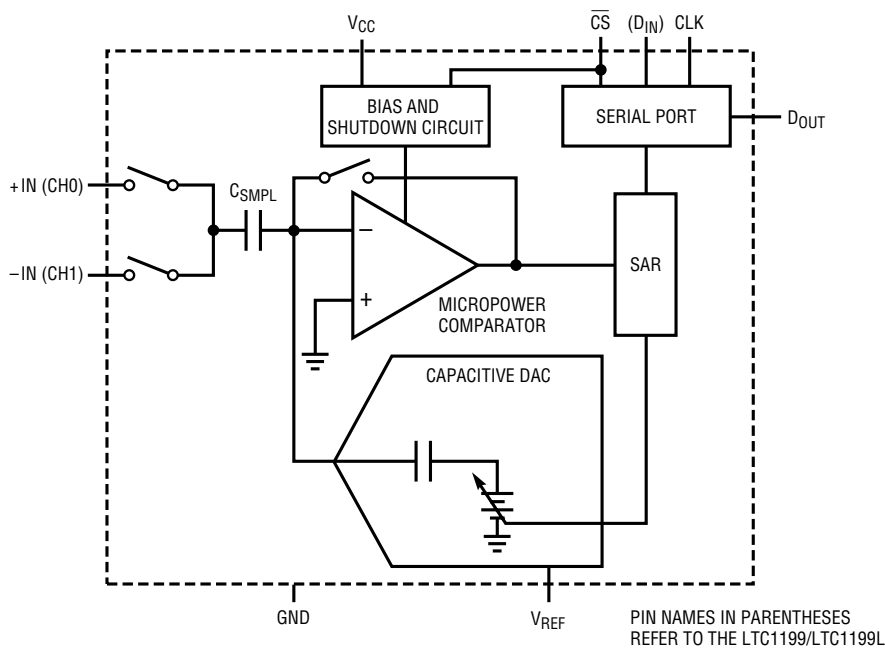 VCC
CS
(DIN)
CLK
BIAS AND
SHUTDOWN CIRCUIT
SERIAL PORT
DOUT
+IN (CH0)
CSMPL
−
SAR
−IN (CH1)
+
MICROPOWER
COMPARATOR
CAPACITIVE DAC
GND
VREF
PIN NAMES IN PARENTHESES
REFER TO THE LTC1199/LTC1199L